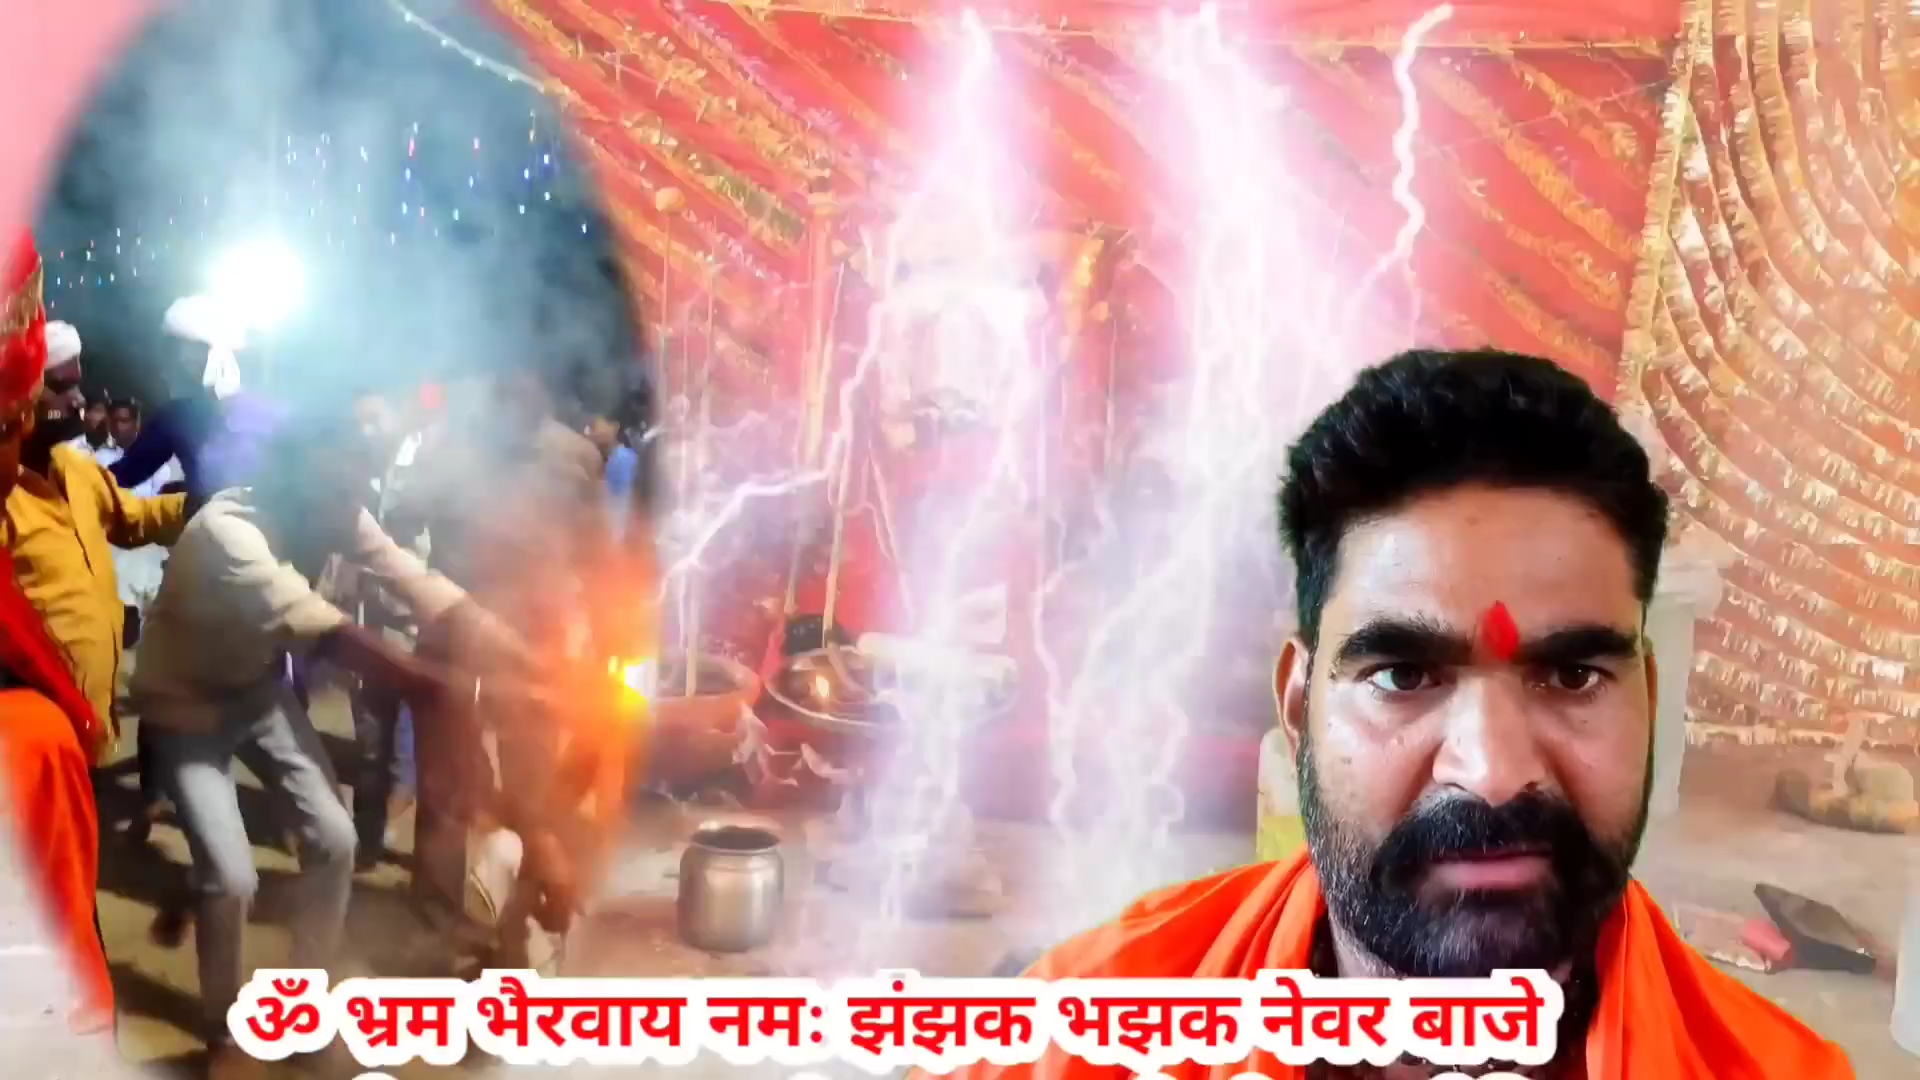 ॐ भ्रम भैरवाय नमः झंझक भझक नेवर बाजे